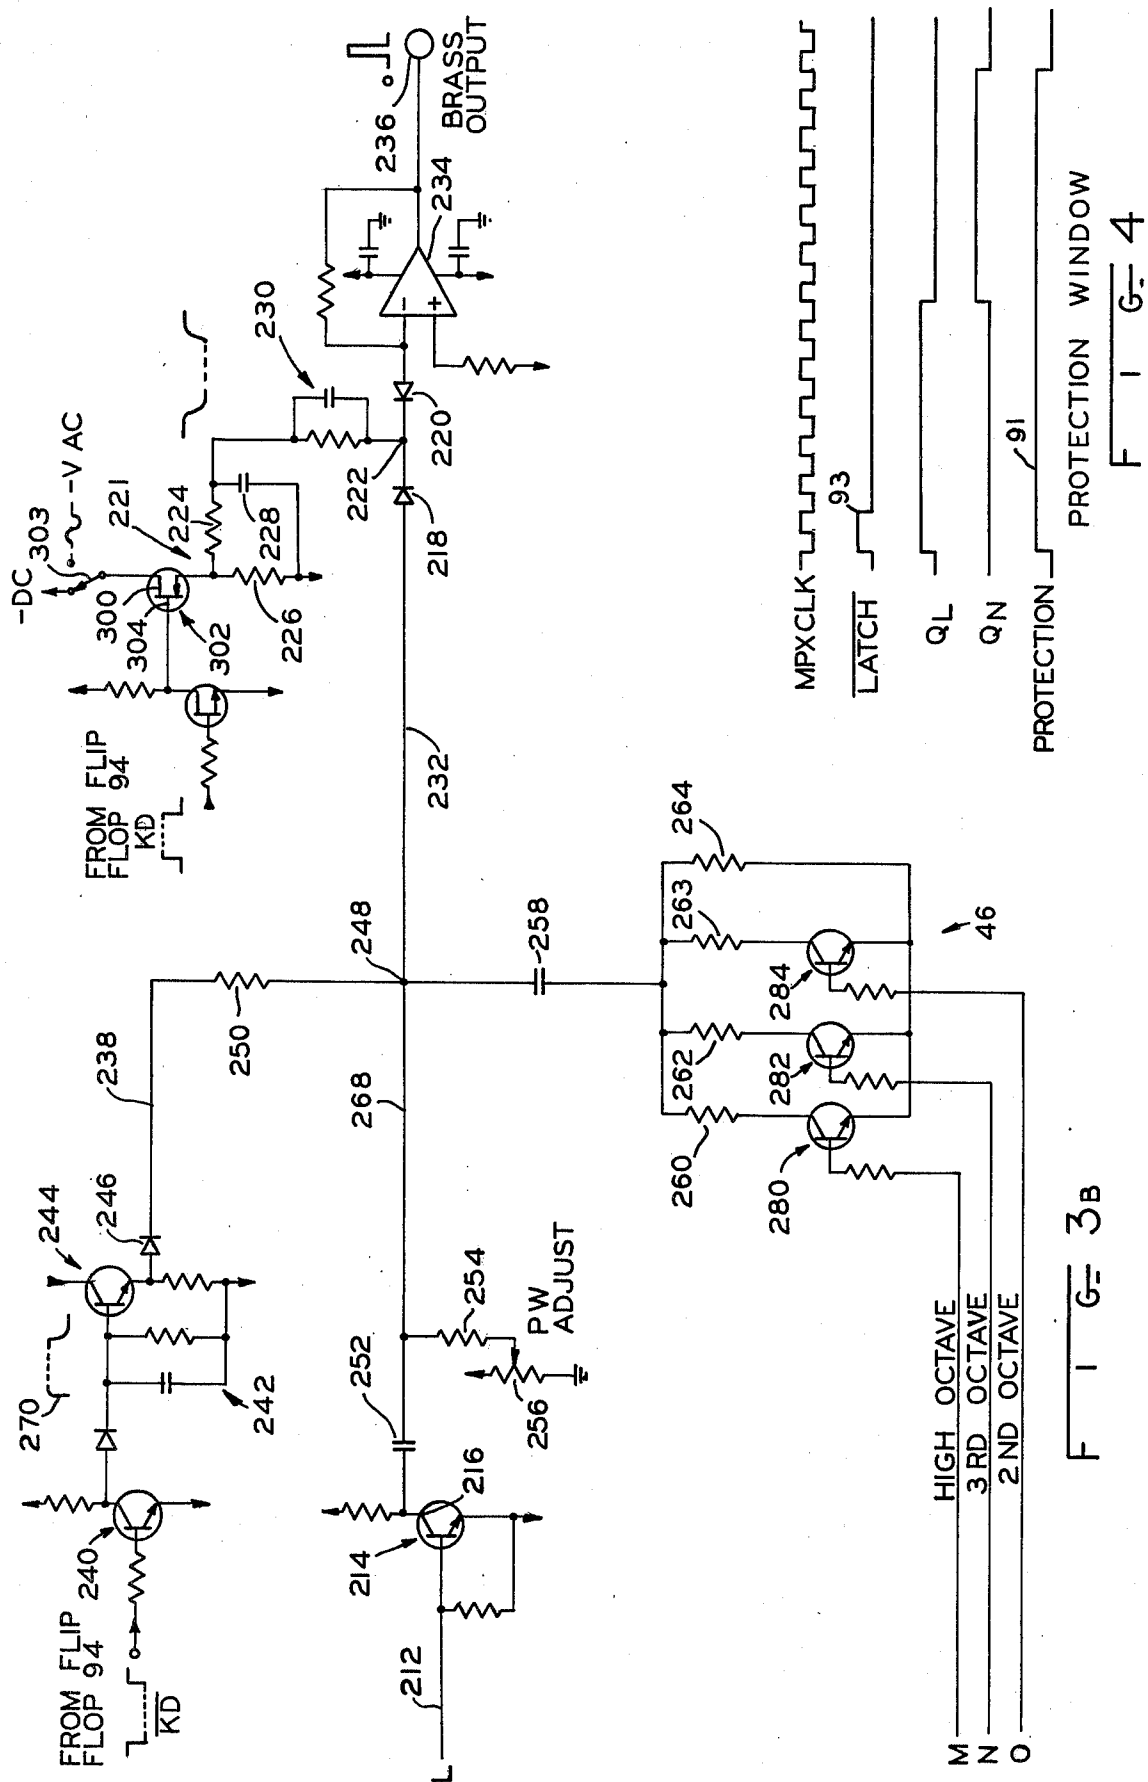 FROM FLIP
FLOP 94
KD
240
270
242
244
246
238
250
FROM FLIP
FLOP 94
KD
-DC
303
-V AC
300
304
302
221
224
226
228
230
222
218
220
232
234
236
BRASS
OUTPUT
L
212
214
216
252
254
256
PW
ADJUST
268
248
258
260
262
263
264
280
282
284
46
M
HIGH OCTAVE
N
3RD OCTAVE
O
2ND OCTAVE
FIG. 3B
MPXCLK
LATCH
93
QL
QN
PROTECTION
91
PROTECTION WINDOW
FIG. 4